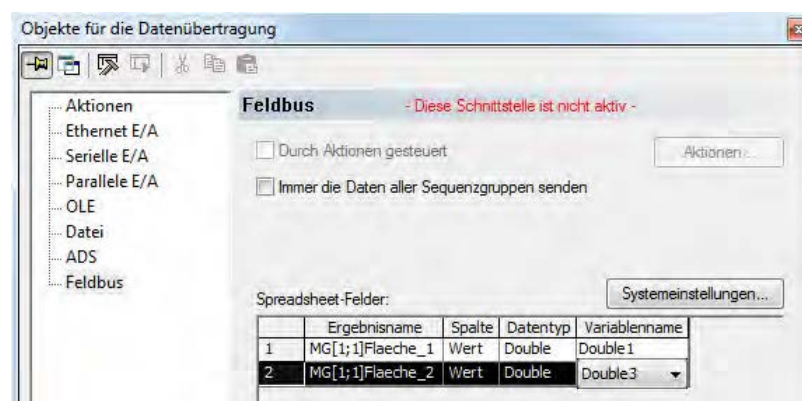 Objekte für die Datenübertragung
Aktionen
Ethernet E/A
Serielle E/A
Parallele E/A
OLE
Datei
ADS
Feldbus
Feldbus - Diese Schnittstelle ist nicht aktiv -
Durch Aktionen gesteuert Aktionen...
Immer die Daten aller Sequenzgruppen senden
Systemeinstellungen...
Spreadsheet-Felder:
Ergebnisname Spalte Datentyp Variablenname
1 MG[1;1]Flaeche_1 Wert Double Double1
2 MG[1;1]Flaeche_2 Wert Double Double3